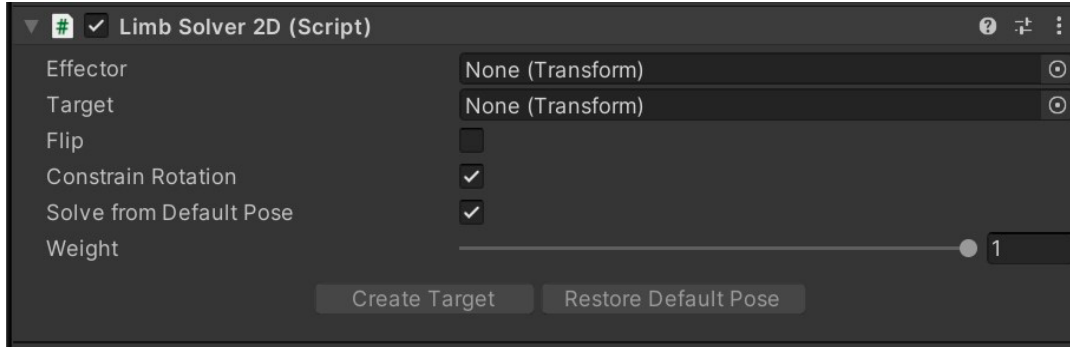 # Limb Solver 2D (Script)
Effector None (Transform)
Target None (Transform)
Flip
Constrain Rotation
Solve from Default Pose
Weight 1
Create Target Restore Default Pose